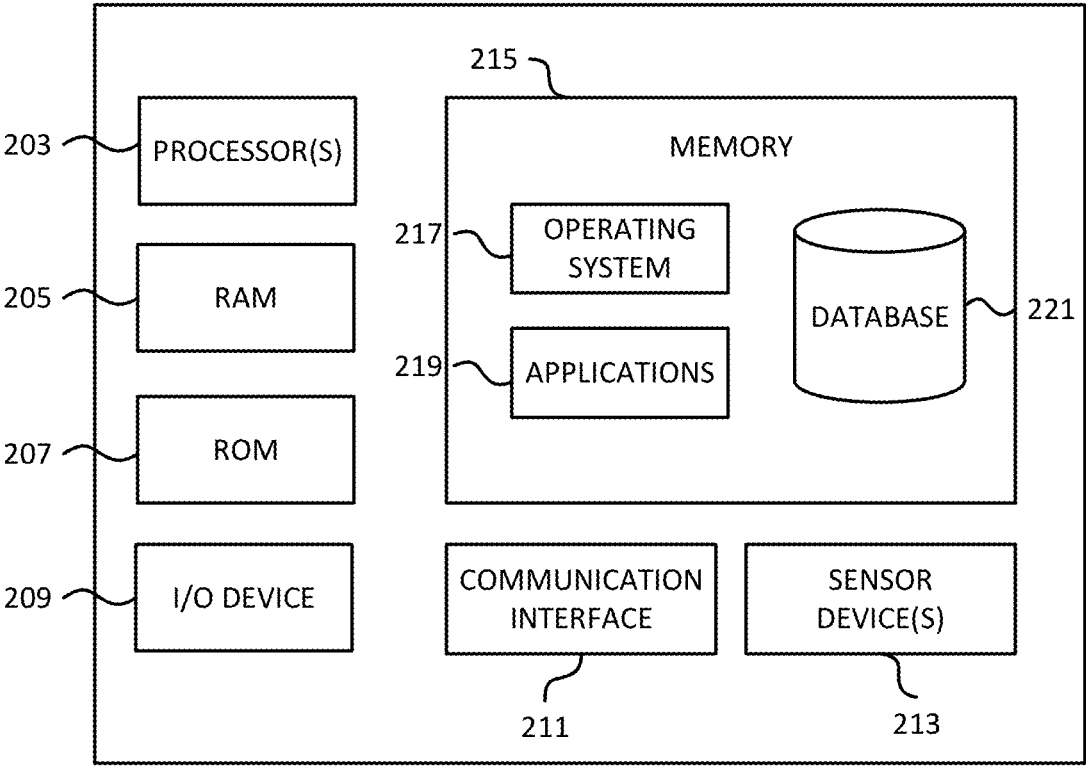 215
203
PROCESSOR(S)
MEMORY
217
OPERATING
SYSTEM
205
RAM
DATABASE
221
219
APPLICATIONS
207
ROM
209
I/O DEVICE
COMMUNICATION
INTERFACE
SENSOR
DEVICE(S)
211
213